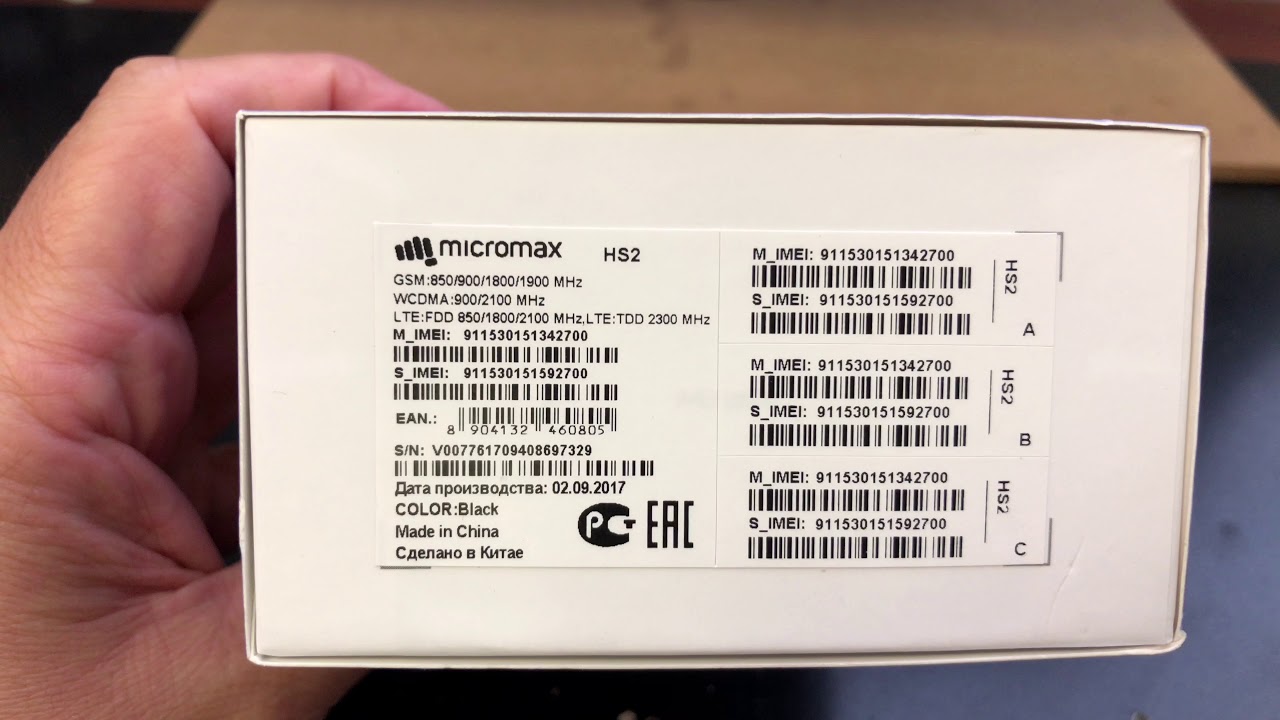 micromax HS2
GSM:850/900/1800/1900 MHz
WCDMA:900/2100 MHz
LTE:FDD 850/1800/2100 MHz,LTE:TDD 2300 MHz
M_IMEI: 911530151342700
S_IMEI: 911530151592700
EAN.: 8 904132 460805
S/N: V007761709408697329
Дата производства: 02.09.2017
COLOR:Black
Made in China
Сделано в Китае
РСТ EAC
M_IMEI: 911530151342700
S_IMEI: 911530151592700
HS2
A
M_IMEI: 911530151342700
S_IMEI: 911530151592700
HS2
B
M_IMEI: 911530151342700
S_IMEI: 911530151592700
HS2
C